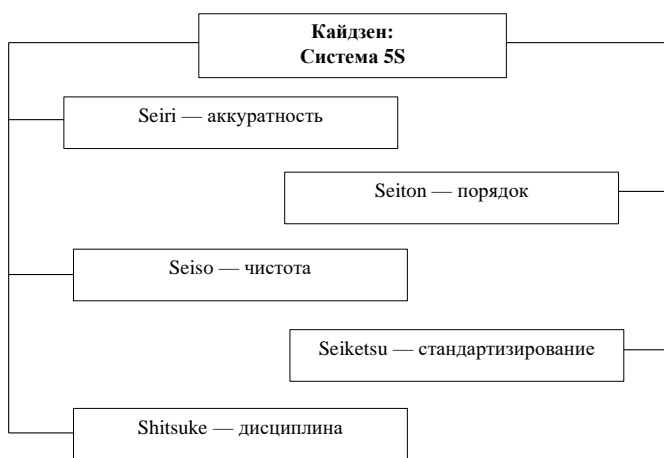 Кайдзен:
Система 5S
Seiri — аккуратность
Seiton — порядок
Seiso — чистота
Seiketsu — стандартизирование
Shitsuke — дисциплина